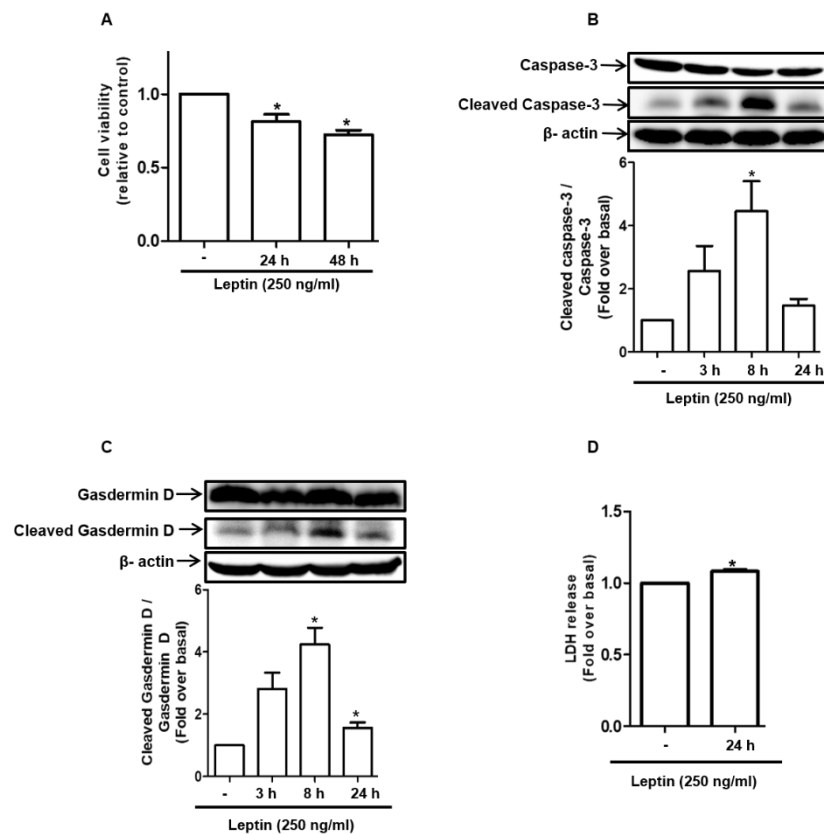 A
Cell viability
(relative to control)
1.0
0.5
0.0
*
*
-
24 h
48 h
Leptin (250 ng/ml)
B
Caspase-3
Cleaved Caspase-3
β- actin
Cleaved caspase-3 /
Caspase-3
(Fold over basal)
6
4
2
0
*
-
3 h
8 h
24 h
Leptin (250 ng/ml)
C
Gasdermin D
Cleaved Gasdermin D
β- actin
Cleaved Gasdermin D /
Gasdermin D
(Fold over basal)
6
4
2
0
*
*
-
3 h
8 h
24 h
Leptin (250 ng/ml)
D
LDH release
(Fold over basal)
1.5
1.0
0.5
0.0
*
-
24 h
Leptin (250 ng/ml)